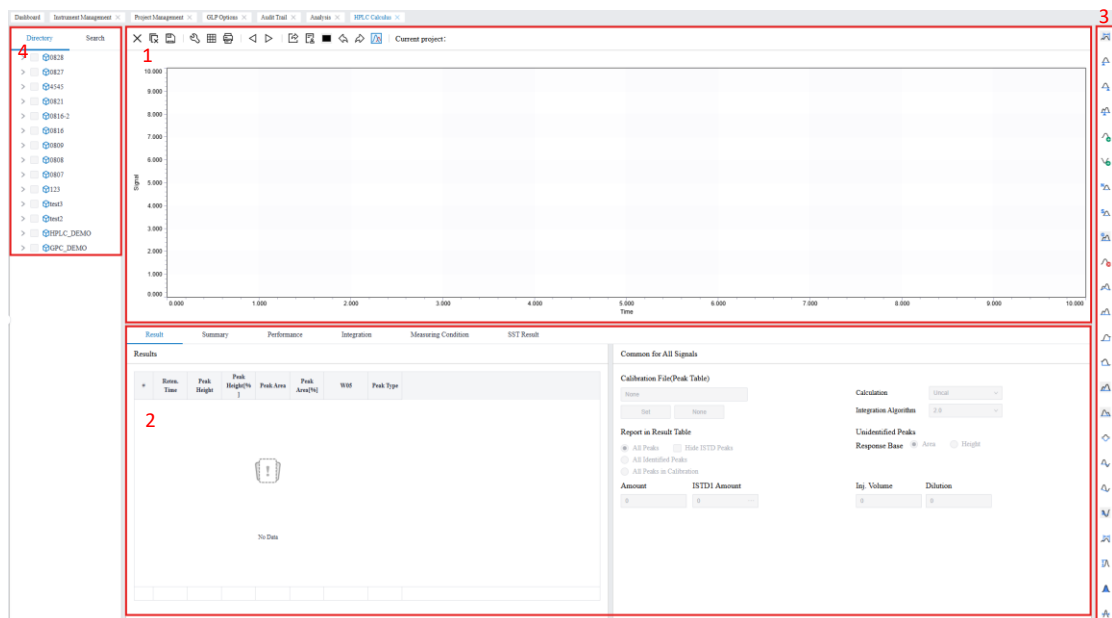 Dashboard Instrument Management × Project Management × GLP Options × Audit Trail × Analysis × HPLC Calculus ×
3
Directory Search
Current project:
4
1
0828
0827
4545
0821
0816-2
0816
0809
0808
0807
123
test3
test2
HPLC_DEMO
GPC_DEMO
10.000
9.000
8.000
7.000
6.000
5.000
4.000
3.000
2.000
1.000
0.000
Signal
0.000 1.000 2.000 3.000 4.000 5.000 6.000 7.000 8.000 9.000 10.000
Time
Result Summary Performance Integration Measuring Condition SST Result
Results
# Reten. Time Peak Height Peak Height[%] Peak Area Peak Area[%] W05 Peak Type
2
No Data
Common for All Signals
Calibration File(Peak Table)
None
Set None
Calculation Uncal
Integration Algorithm 2.0
Report in Result Table
All Peaks Hide ISTD Peaks
All Identified Peaks
All Peaks in Calibration
Unidentified Peaks
Response Base Area Height
Amount ISTD1 Amount Inj. Volume Dilution
0 0 0 0